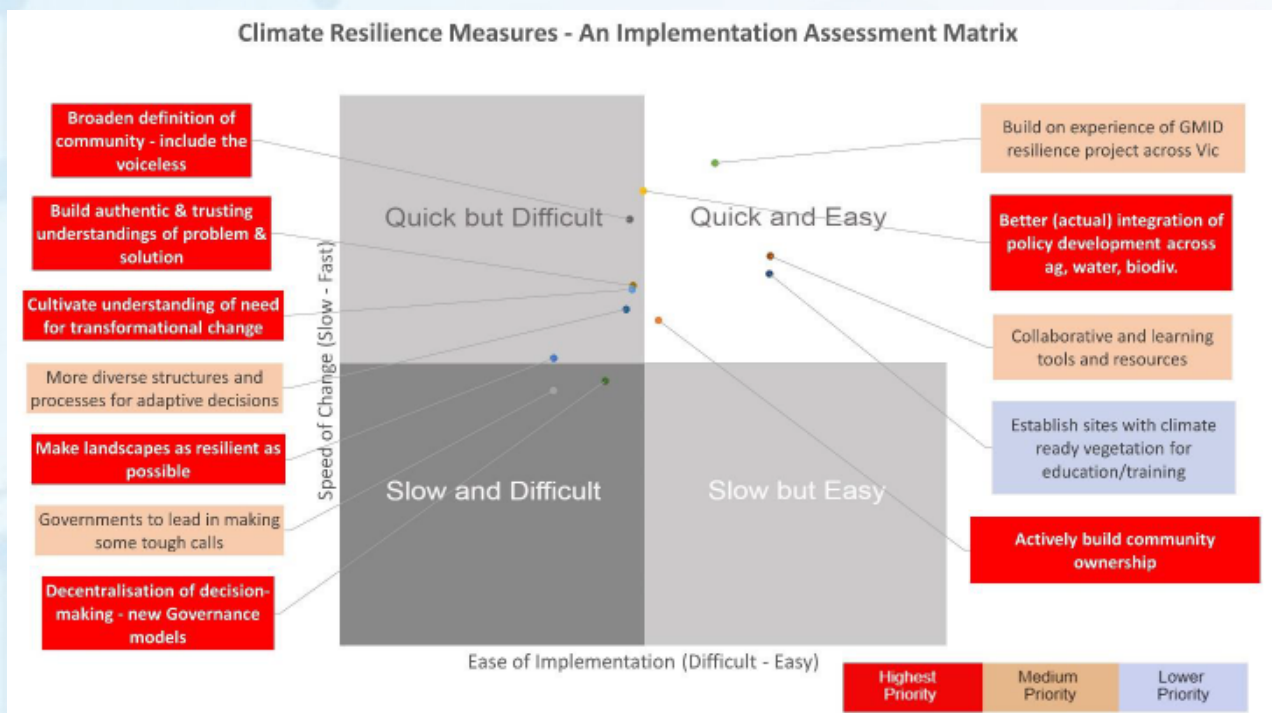 Climate Resilience Measures - An Implementation Assessment Matrix
Broaden definition of
community - include the
voiceless
Build authentic & trusting
understandings of problem &
solution
Cultivate understanding of need
for transformational change
More diverse structures and
processes for adaptive decisions
Make landscapes as resilient as
possible
Governments to lead in making
some tough calls
Decentralisation of decision-
making - new Governance
models
Speed of Change (Slow - Fast)
Quick but Difficult
Quick and Easy
Slow and Difficult
Slow but Easy
Ease of Implementation (Difficult - Easy)
Build on experience of GMID
resilience project across Vic
Better (actual) integration of
policy development across
ag, water, biodiv.
Collaborative and learning
tools and resources
Establish sites with climate
ready vegetation for
education/training
Actively build community
ownership
Highest
Priority
Medium
Priority
Lower
Priority